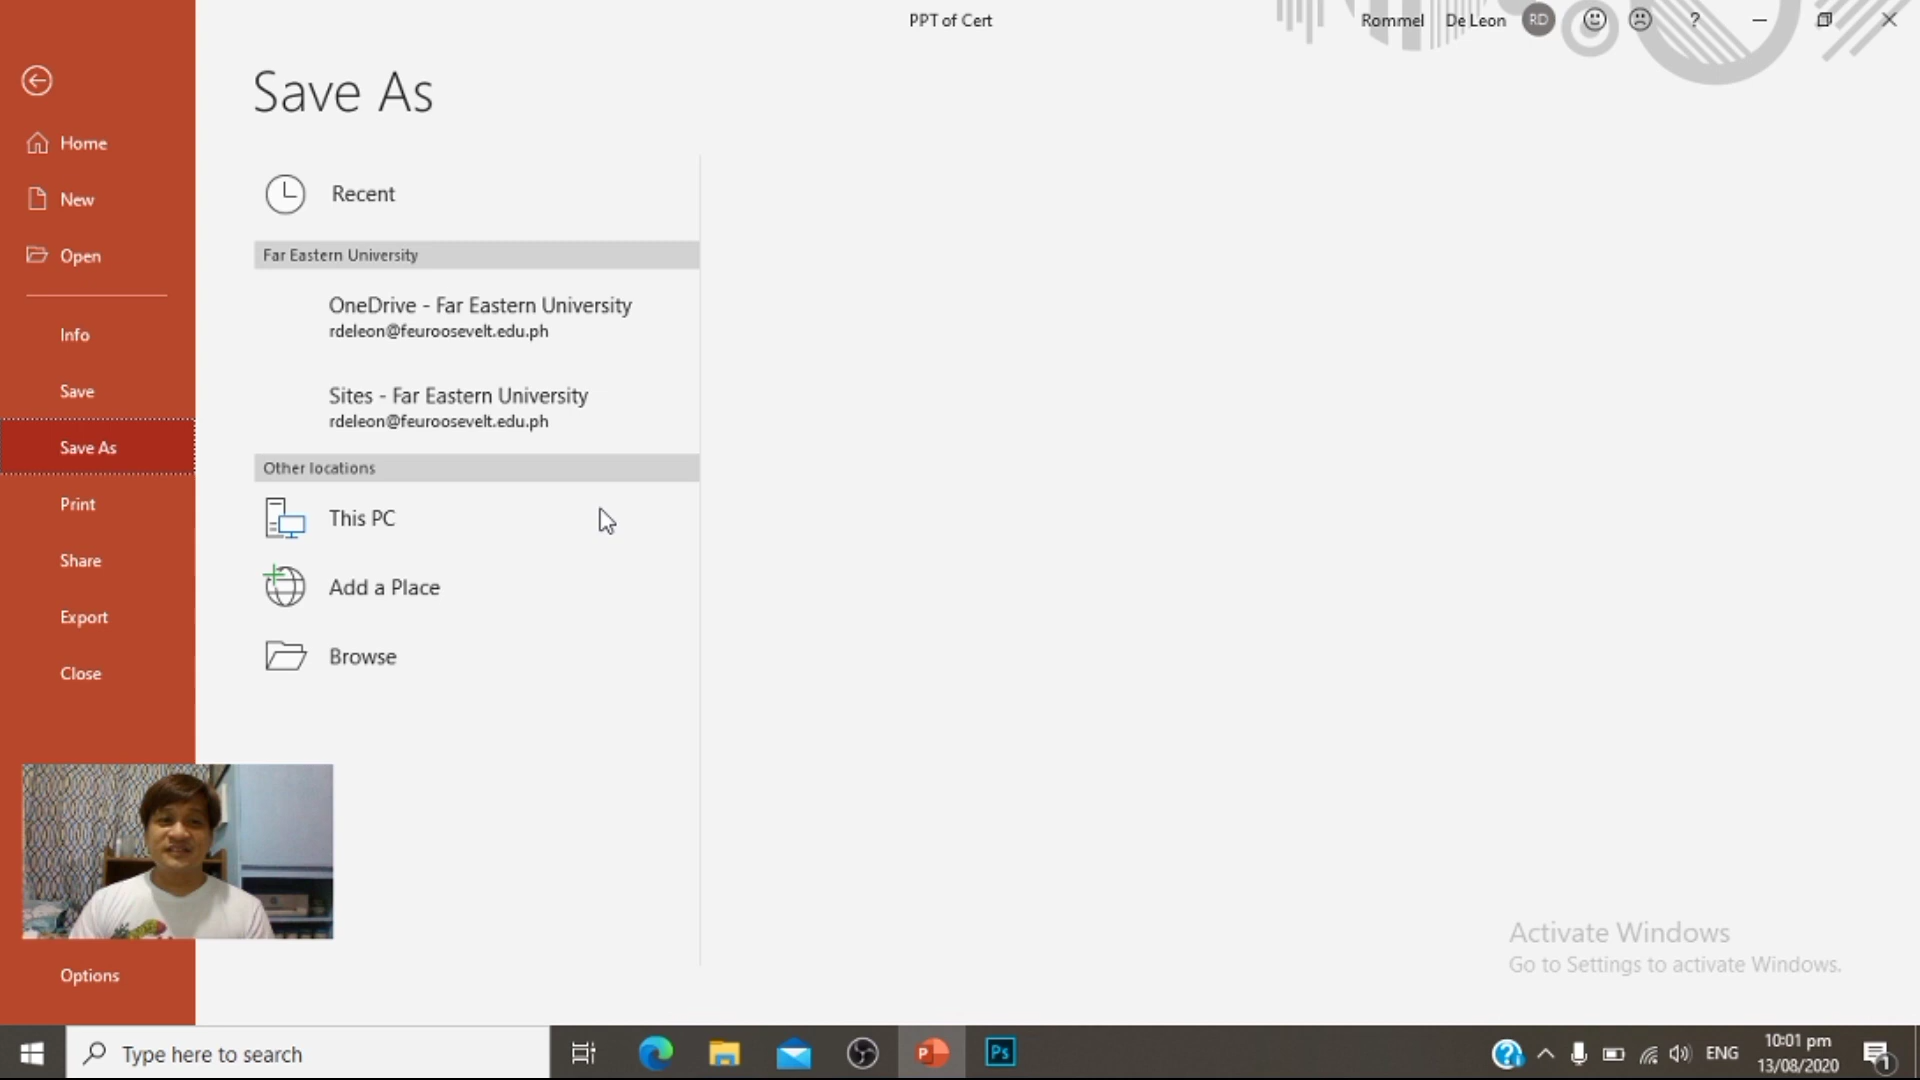 PPT of Cert
Rommel De Leon RD ?
Save As
Home
New
Open
Info
Save
Save As
Print
Share
Export
Close
Options
Recent
Far Eastern University
OneDrive - Far Eastern University
rdeleon@feuroosevelt.edu.ph
Sites - Far Eastern University
rdeleon@feuroosevelt.edu.ph
Other locations
This PC
Add a Place
Browse
Activate Windows
Go to Settings to activate Windows.
Type here to search
P
Ps
?
ENG
10:01 pm
13/08/2020
1